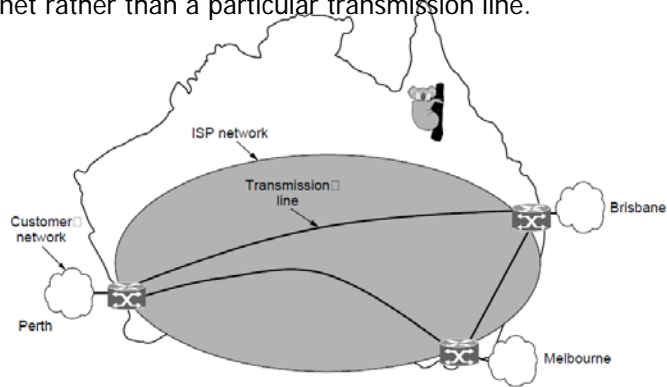 net rather than a particular transmission line.
ISP network
Transmission
line
Brisbane
Customer
network
Perth
Melbourne